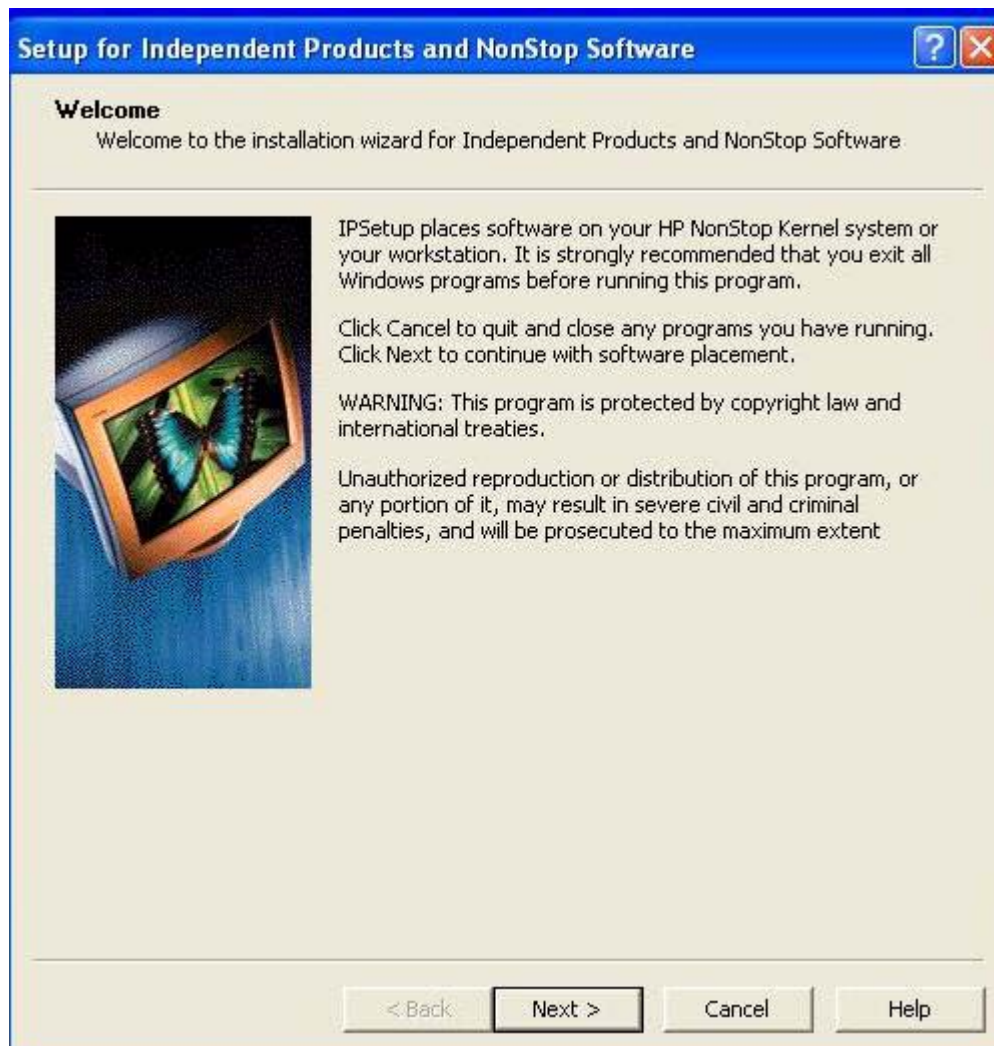 Setup for Independent Products and NonStop Software
Welcome
Welcome to the installation wizard for Independent Products and NonStop Software
IPSetup places software on your HP NonStop Kernel system or
your workstation. It is strongly recommended that you exit all
Windows programs before running this program.
Click Cancel to quit and close any programs you have running.
Click Next to continue with software placement.
WARNING: This program is protected by copyright law and
international treaties.
Unauthorized reproduction or distribution of this program, or
any portion of it, may result in severe civil and criminal
penalties, and will be prosecuted to the maximum extent
< Back Next > Cancel Help